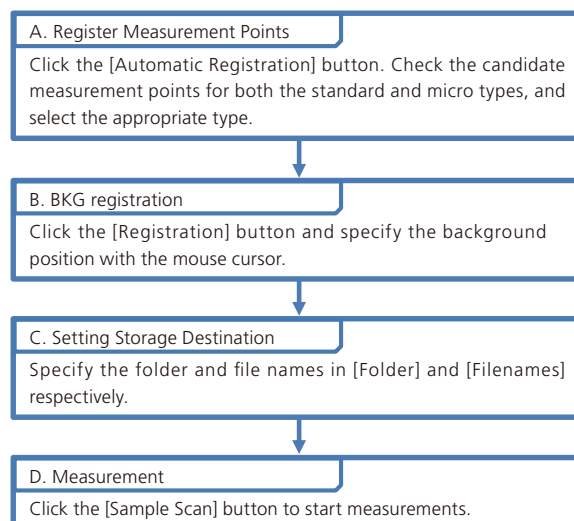 A. Register Measurement Points
Click the [Automatic Registration] button. Check the candidate
measurement points for both the standard and micro types, and
select the appropriate type.
B. BKG registration
Click the [Registration] button and specify the background
position with the mouse cursor.
C. Setting Storage Destination
Specify the folder and file names in [Folder] and [Filenames]
respectively.
D. Measurement
Click the [Sample Scan] button to start measurements.